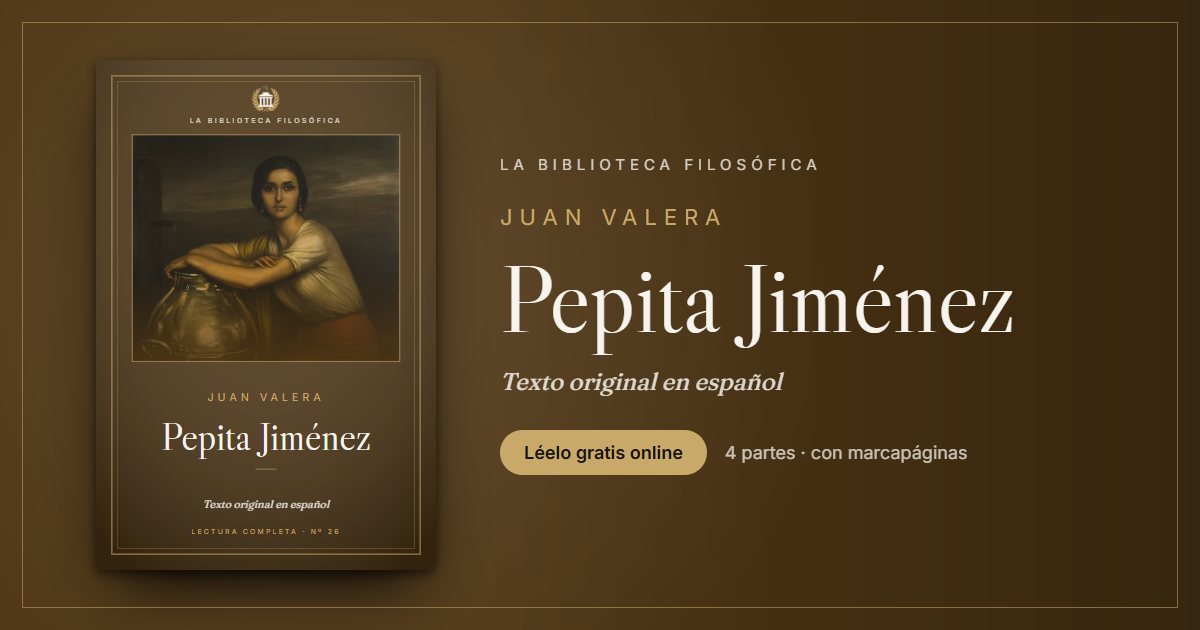 LA BIBLIOTECA FILOSÓFICA
JUAN VALERA
Pepita Jiménez
Texto original en español
LECTURA COMPLETA · Nº 26
LA BIBLIOTECA FILOSÓFICA
JUAN VALERA
Pepita Jiménez
Texto original en español
Léelo gratis online
4 partes · con marcapáginas